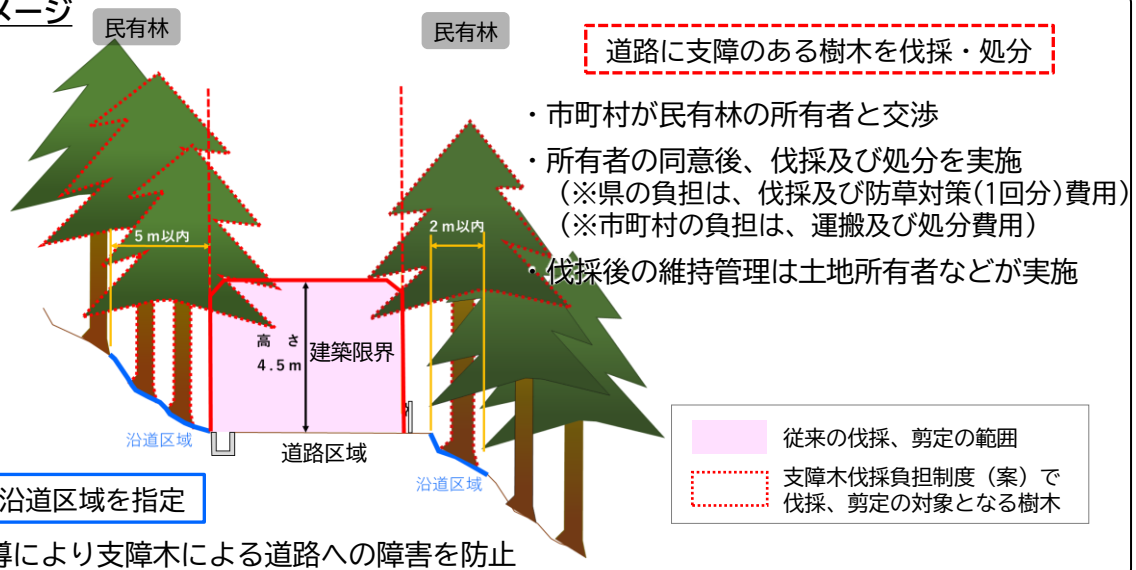 メージ
民有林
民有林
道路に支障のある樹木を伐採・処分
・市町村が民有林の所有者と交渉
・所有者の同意後、伐採及び処分を実施
（※県の負担は、伐採及び防草対策(1回分)費用）
（※市町村の負担は、運搬及び処分費用）
・伐採後の維持管理は土地所有者などが実施
5m以内
2m以内
高さ
4.5m
建築限界
沿道区域
道路区域
沿道区域
従来の伐採、剪定の範囲
支障木伐採負担制度（案）で
伐採、剪定の対象となる樹木
沿道区域を指定
導により支障木による道路への障害を防止